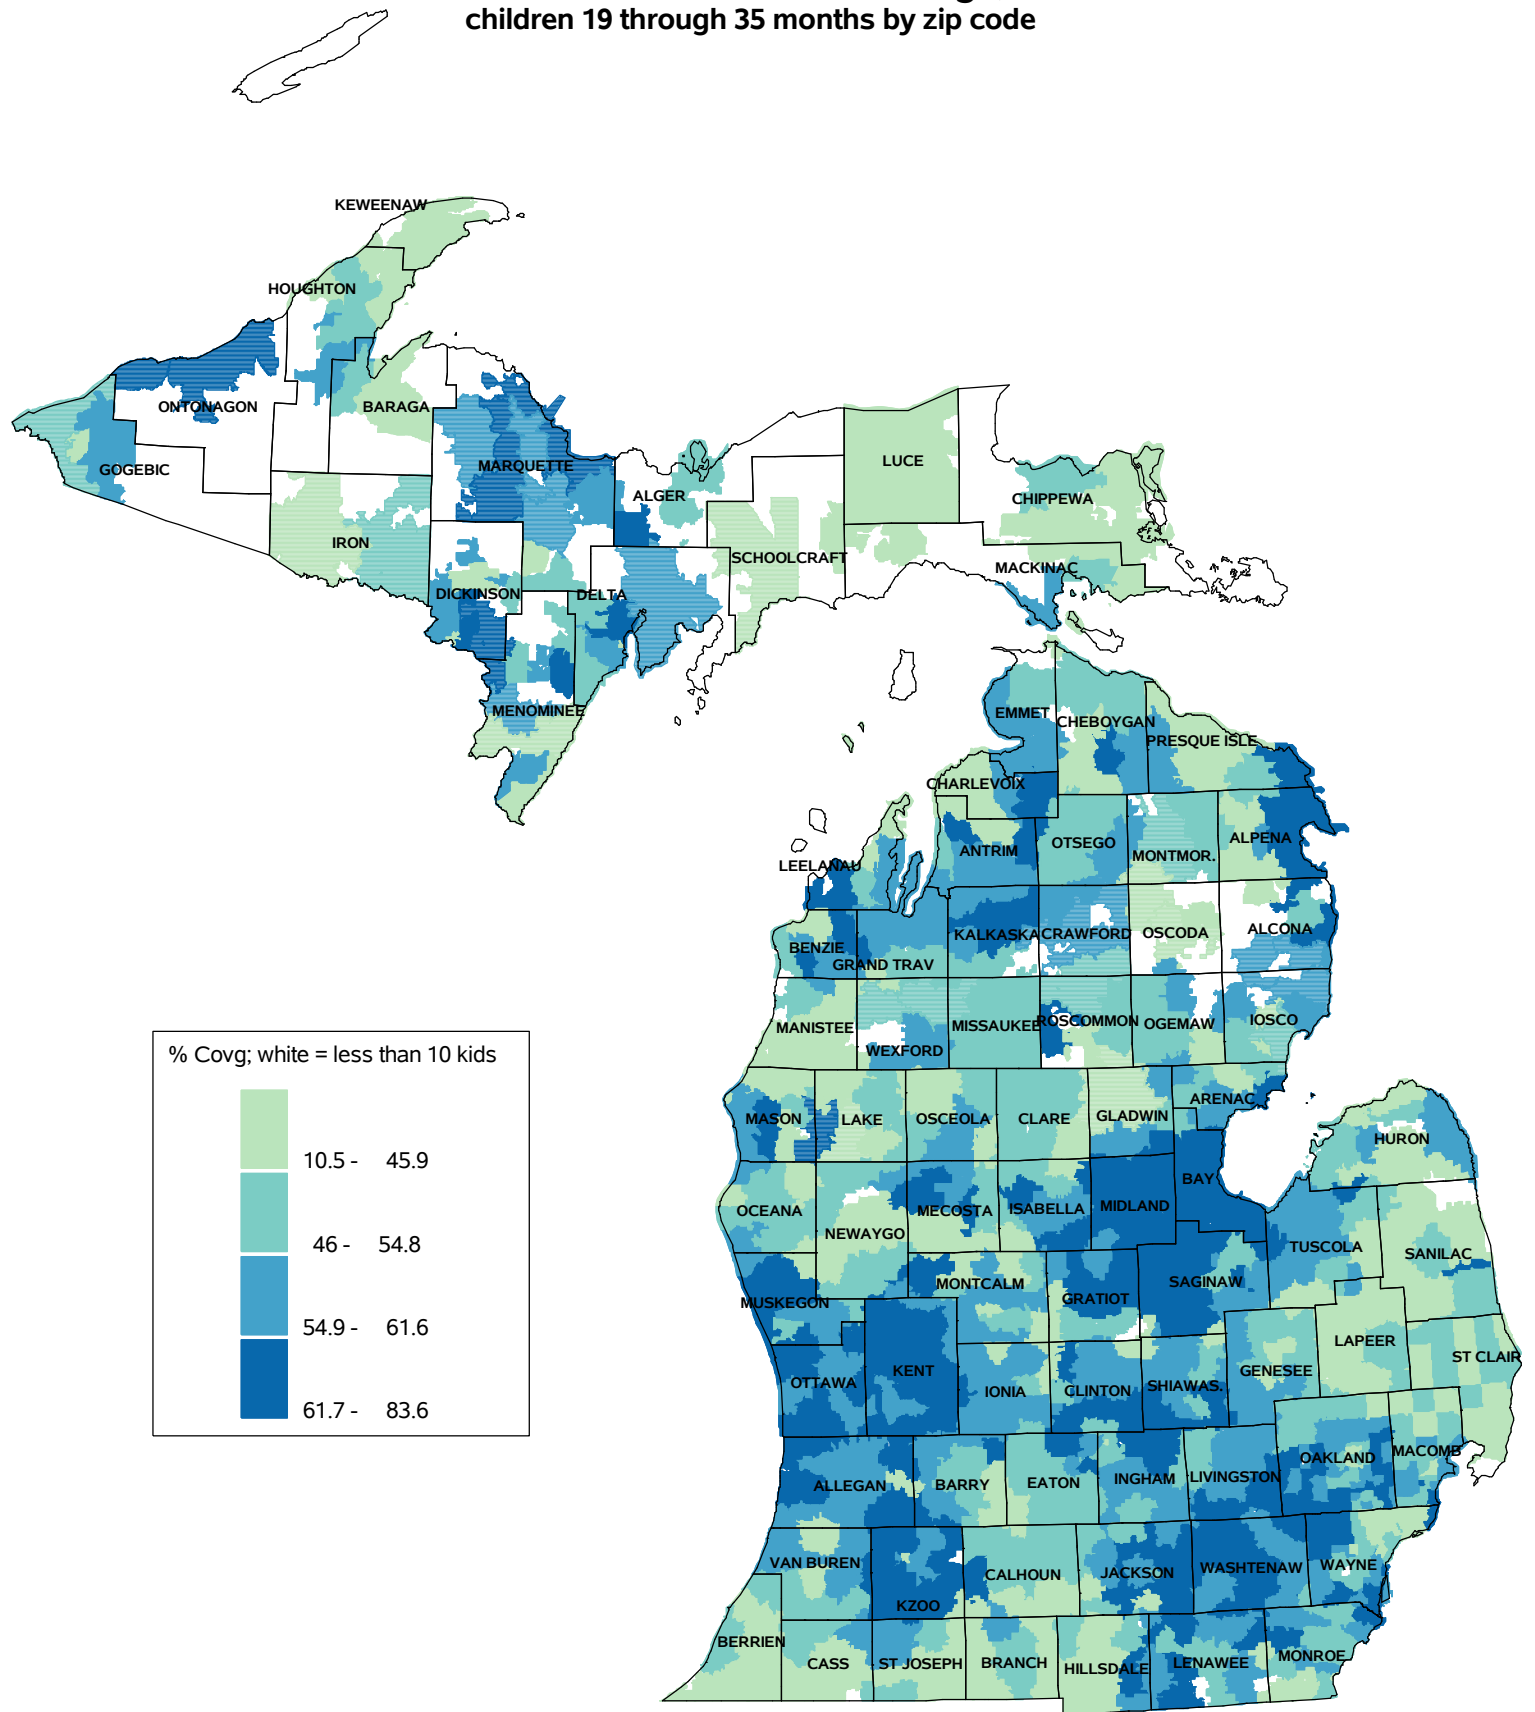 children 19 through 35 months by zip code
KEWEENAW
HOUGHTON
ONTONAGON
BARAGA
GOGEBIC
MARQUETTE
LUCE
ALGER
CHIPPEWA
IRON
SCHOOLCRAFT
MACKINAC
DICKINSON
DELTA
MENOMINEE
EMMET
CHEBOYGAN
PRESQUE ISLE
CHARLEVOIX
LEELANAU
ANTRIM
OTSEGO
MONTMOR.
ALPENA
BENZIE
GRAND TRAV
KALKASKA
CRAWFORD
OSCODA
ALCONA
MANISTEE
WEXFORD
MISSAUKEE
ROSCOMMON
OGEMAW
IOSCO
% Covg; white = less than 10 kids
10.5 - 45.9
46 - 54.8
54.9 - 61.6
61.7 - 83.6
MASON
LAKE
OSCEOLA
CLARE
GLADWIN
ARENAC
HURON
OCEANA
NEWAYGO
MECOSTA
ISABELLA
MIDLAND
BAY
TUSCOLA
SANILAC
MUSKEGON
MONTCALM
GRATIOT
SAGINAW
OTTAWA
KENT
IONIA
CLINTON
SHIAWAS.
GENESEE
LAPEER
ST CLAIR
ALLEGAN
BARRY
EATON
INGHAM
LIVINGSTON
OAKLAND
MACOMB
VAN BUREN
KZOO
CALHOUN
JACKSON
WASHTENAW
WAYNE
BERRIEN
CASS
ST JOSEPH
BRANCH
HILLSDALE
LENAWEE
MONROE